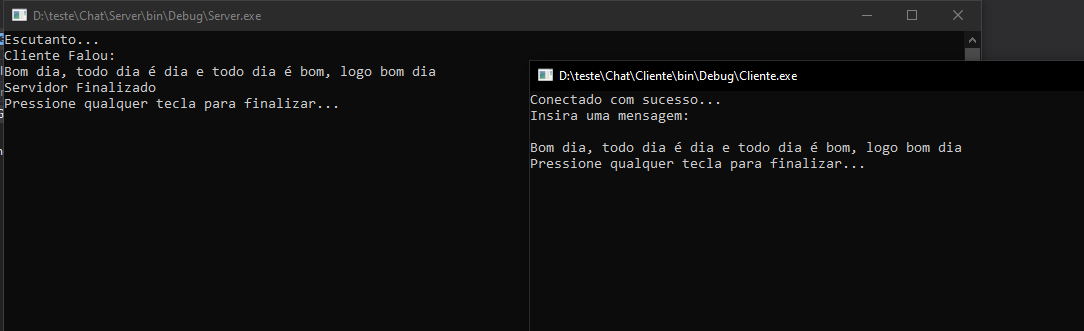 D:\teste\Chat\Server\bin\Debug\Server.exe
Escutanto...
Cliente Falou:
Bom dia, todo dia é dia e todo dia é bom, logo bom dia
Servidor Finalizado
Pressione qualquer tecla para finalizar...
D:\teste\Chat\Cliente\bin\Debug\Cliente.exe
Conectado com sucesso...
Insira uma mensagem:
Bom dia, todo dia é dia e todo dia é bom, logo bom dia
Pressione qualquer tecla para finalizar...